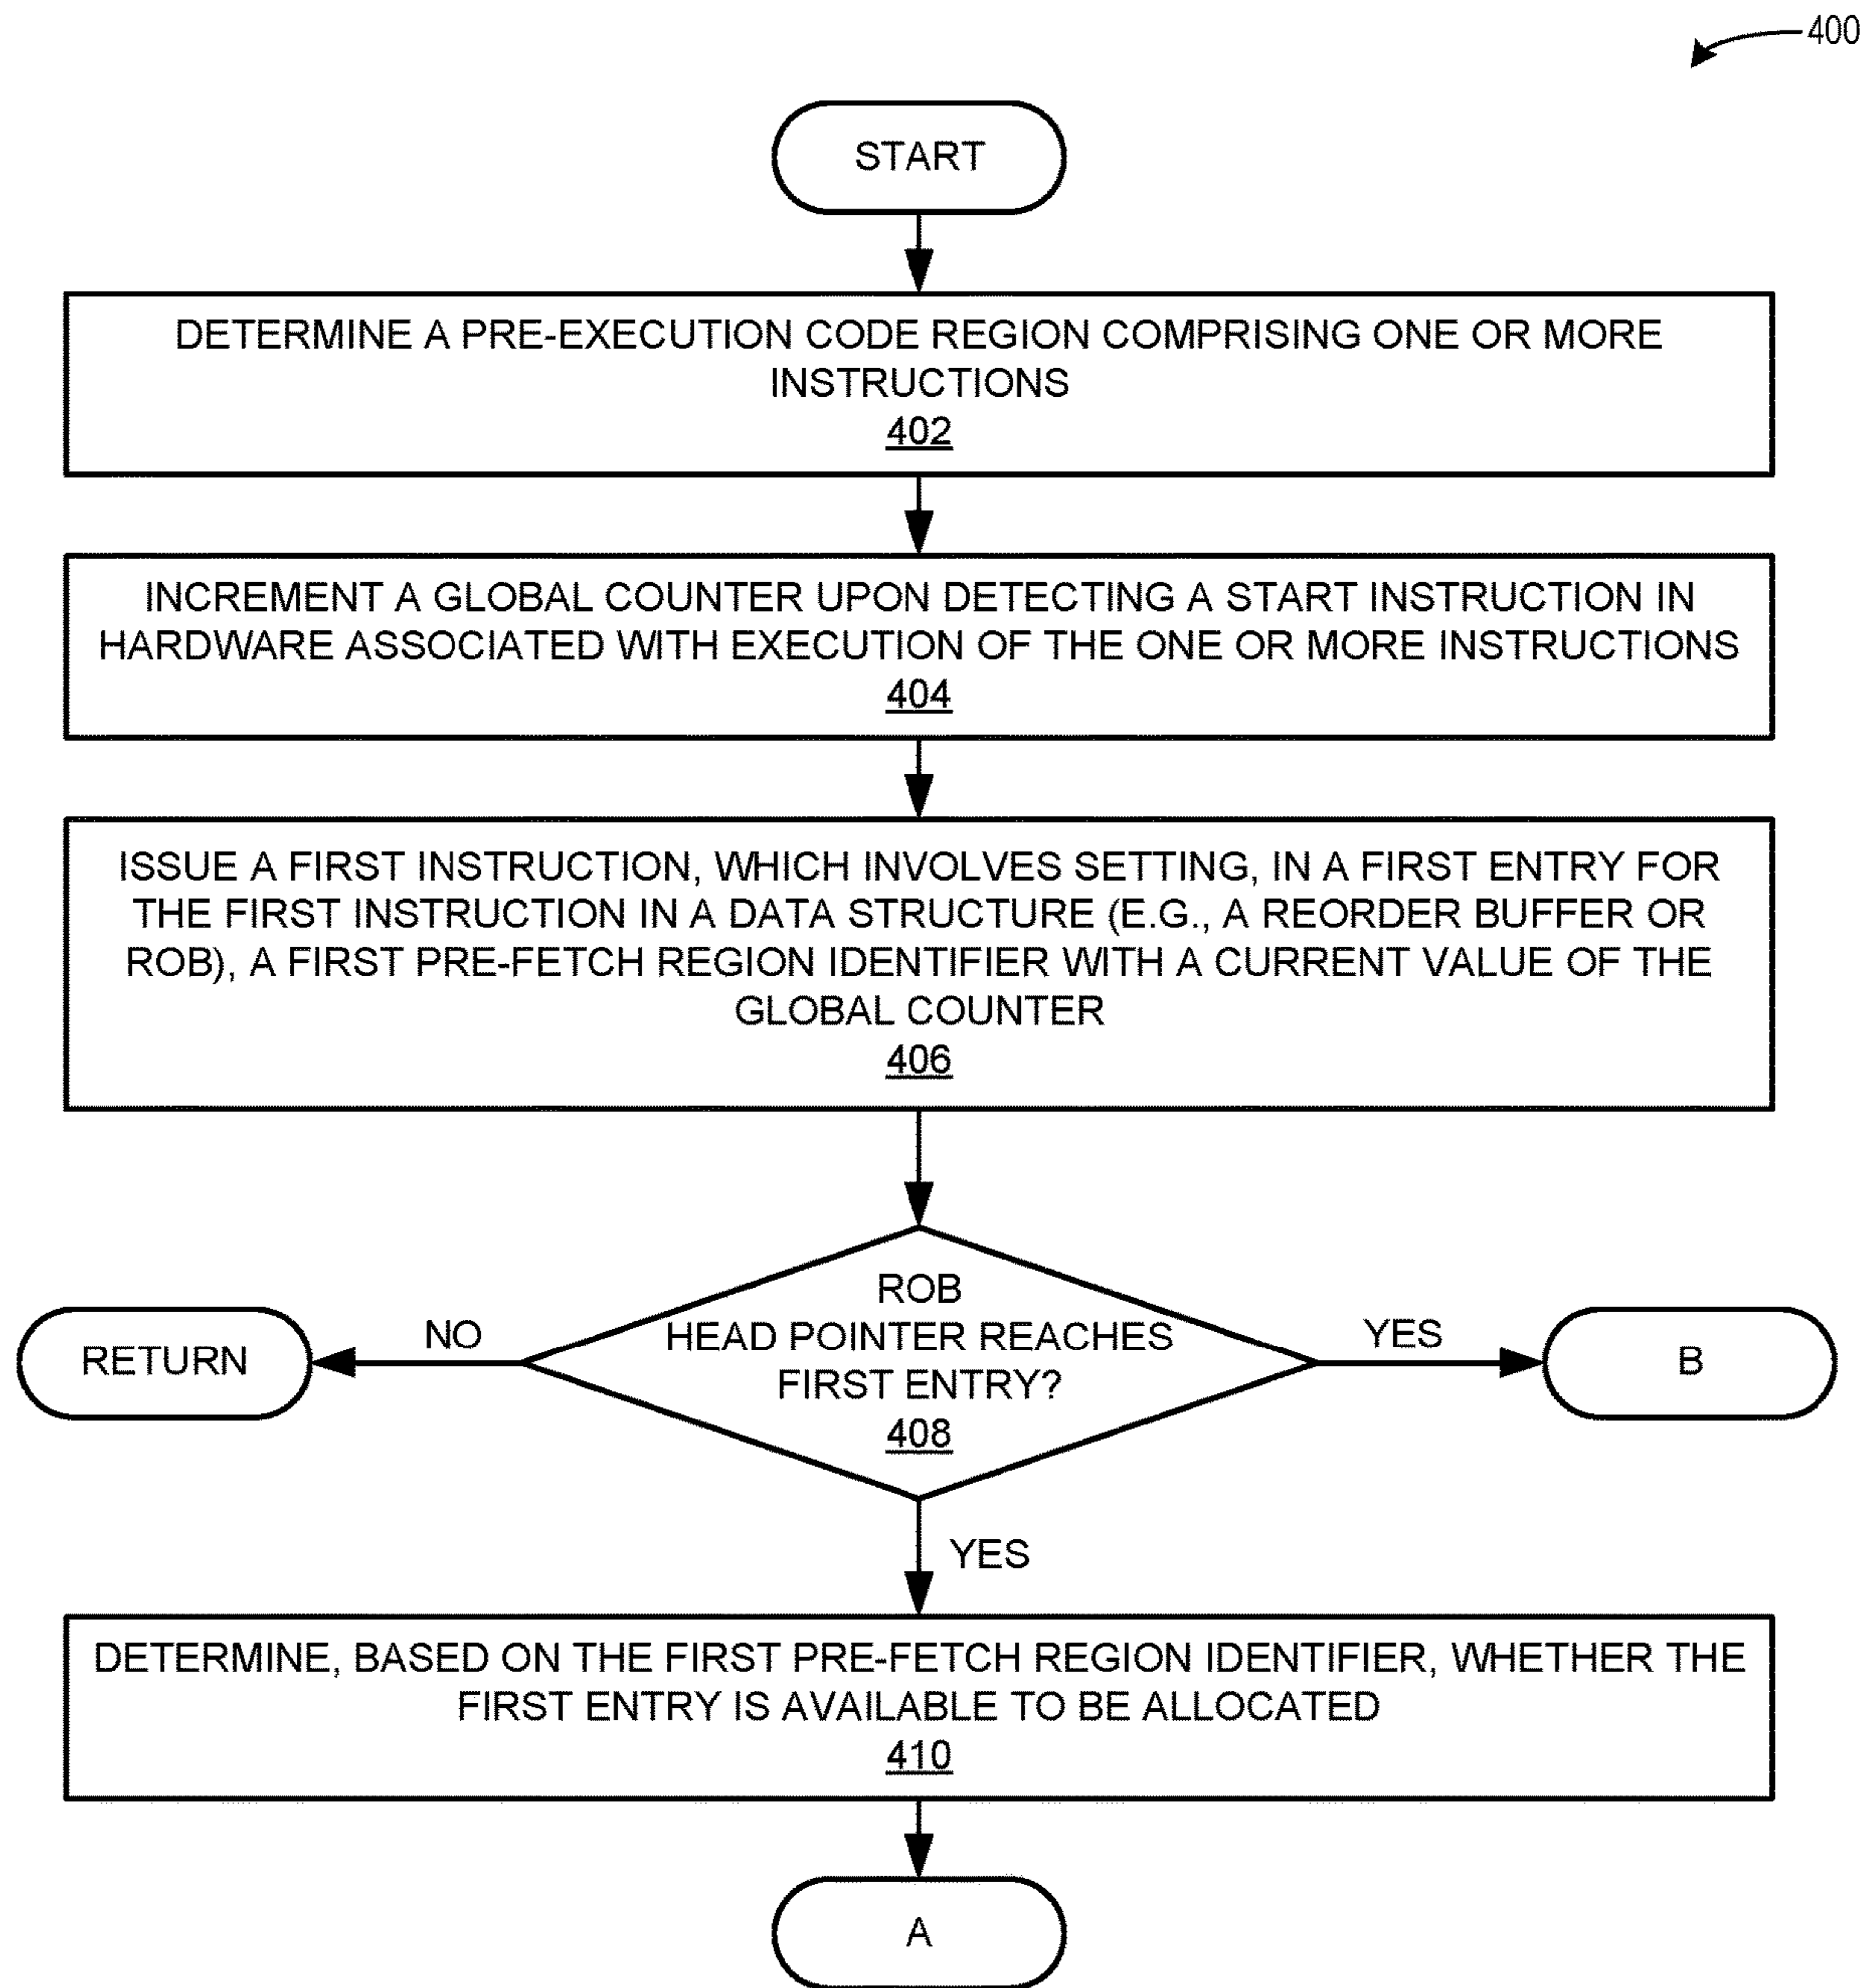 400
START
DETERMINE A PRE-EXECUTION CODE REGION COMPRISING ONE OR MORE
INSTRUCTIONS
402
INCREMENT A GLOBAL COUNTER UPON DETECTING A START INSTRUCTION IN
HARDWARE ASSOCIATED WITH EXECUTION OF THE ONE OR MORE INSTRUCTIONS
404
ISSUE A FIRST INSTRUCTION, WHICH INVOLVES SETTING, IN A FIRST ENTRY FOR
THE FIRST INSTRUCTION IN A DATA STRUCTURE (E.G., A REORDER BUFFER OR
ROB), A FIRST PRE-FETCH REGION IDENTIFIER WITH A CURRENT VALUE OF THE
GLOBAL COUNTER
406
ROB
HEAD POINTER REACHES
FIRST ENTRY?
408
NO
RETURN
YES
B
YES
DETERMINE, BASED ON THE FIRST PRE-FETCH REGION IDENTIFIER, WHETHER THE
FIRST ENTRY IS AVAILABLE TO BE ALLOCATED
410
A